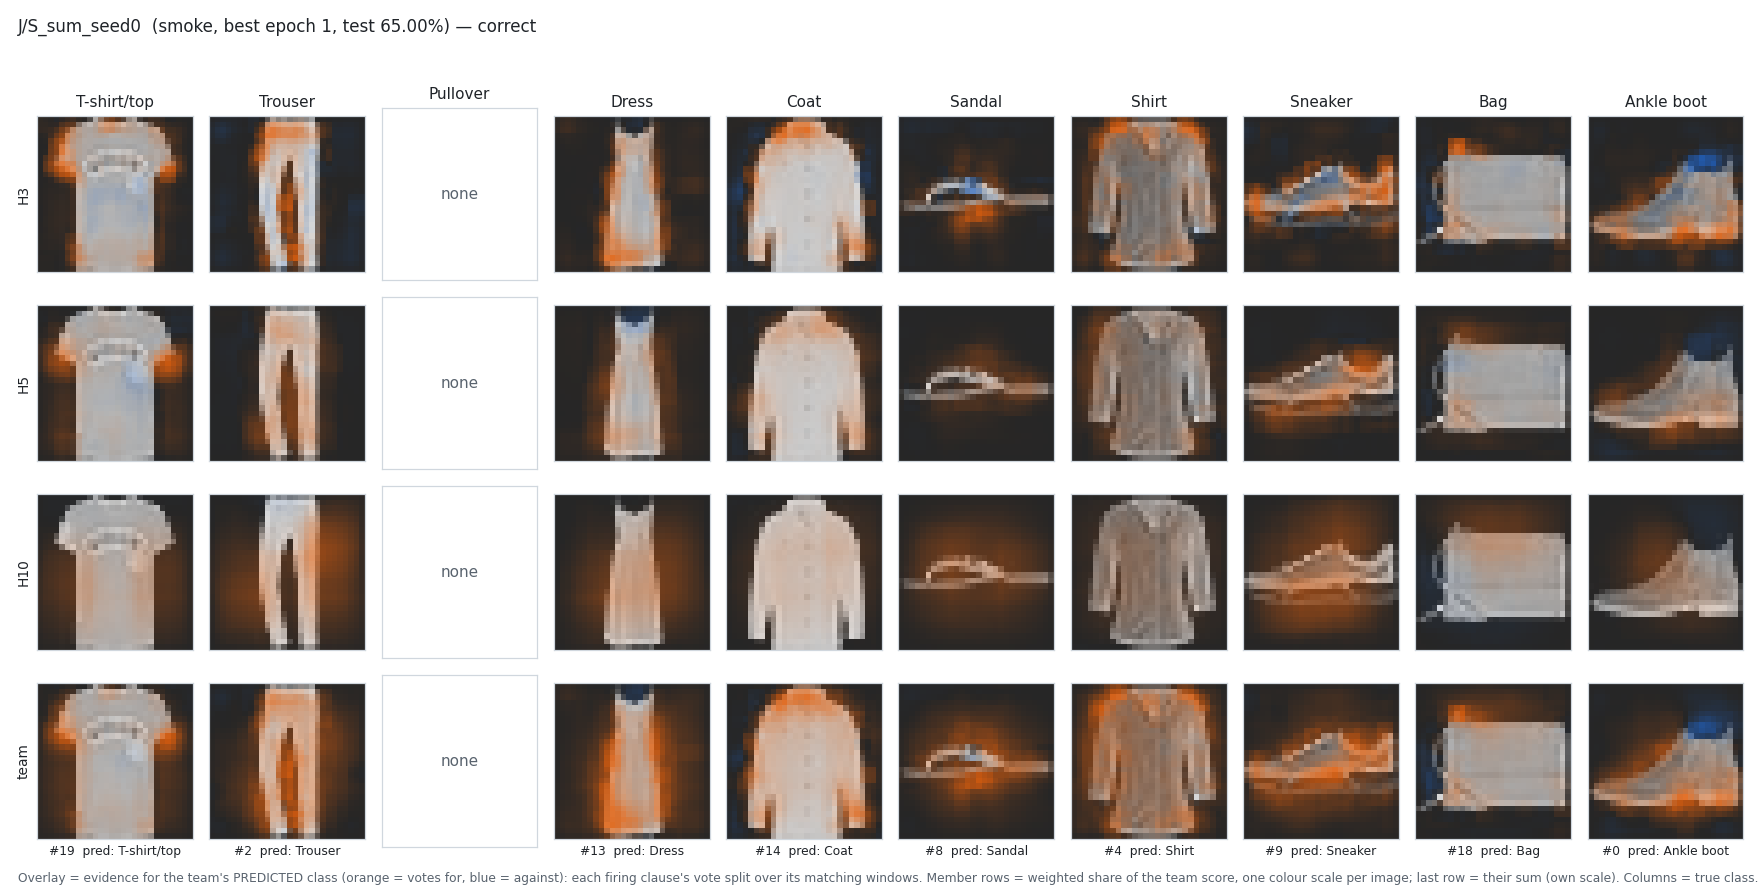 J/S_sum_seed0  (smoke, best epoch 1, test 65.00%) — correct
T-shirt/top Trouser Pullover Dress Coat Sandal Shirt Sneaker Bag Ankle boot
H3 none
H5 none
H10 none
team none
#19 pred: T-shirt/top #2 pred: Trouser #13 pred: Dress #14 pred: Coat #8 pred: Sandal #4 pred: Shirt #9 pred: Sneaker #18 pred: Bag #0 pred: Ankle boot
Overlay = evidence for the team's PREDICTED class (orange = votes for, blue = against): each firing clause's vote split over its matching windows. Member rows = weighted share of the team score, one colour scale per image; last row = their sum (own scale). Columns = true class.